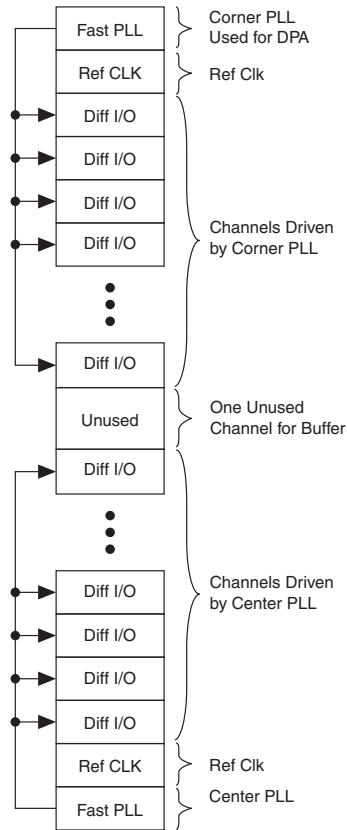 Fast PLL
Corner PLL
Used for DPA
Ref CLK
Ref Clk
Diff I/O
Diff I/O
Diff I/O
Diff I/O
Channels Driven
by Corner PLL
Diff I/O
Unused
One Unused
Channel for Buffer
Diff I/O
Diff I/O
Channels Driven
by Center PLL
Diff I/O
Diff I/O
Diff I/O
Ref CLK
Ref Clk
Fast PLL
Center PLL